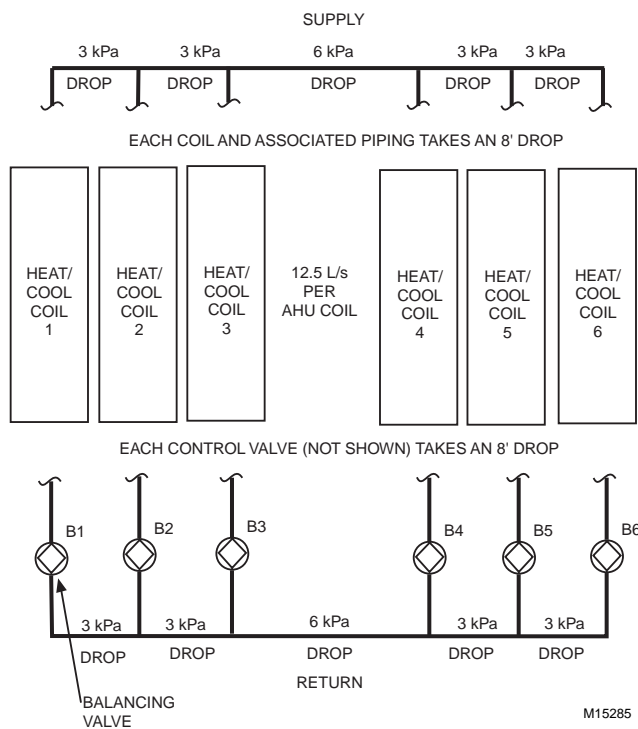 SUPPLY
3 kPa 3 kPa 6 kPa 3 kPa 3 kPa
DROP DROP DROP DROP DROP
EACH COIL AND ASSOCIATED PIPING TAKES AN 8' DROP
HEAT/
COOL
COIL
1
HEAT/
COOL
COIL
2
HEAT/
COOL
COIL
3
12.5 L/s
PER
AHU COIL
HEAT/
COOL
COIL
4
HEAT/
COOL
COIL
5
HEAT/
COOL
COIL
6
EACH CONTROL VALVE (NOT SHOWN) TAKES AN 8' DROP
B1 B2 B3 B4 B5 B6
3 kPa 3 kPa 6 kPa 3 kPa 3 kPa
DROP DROP DROP DROP DROP
RETURN
BALANCING
VALVE
M15285